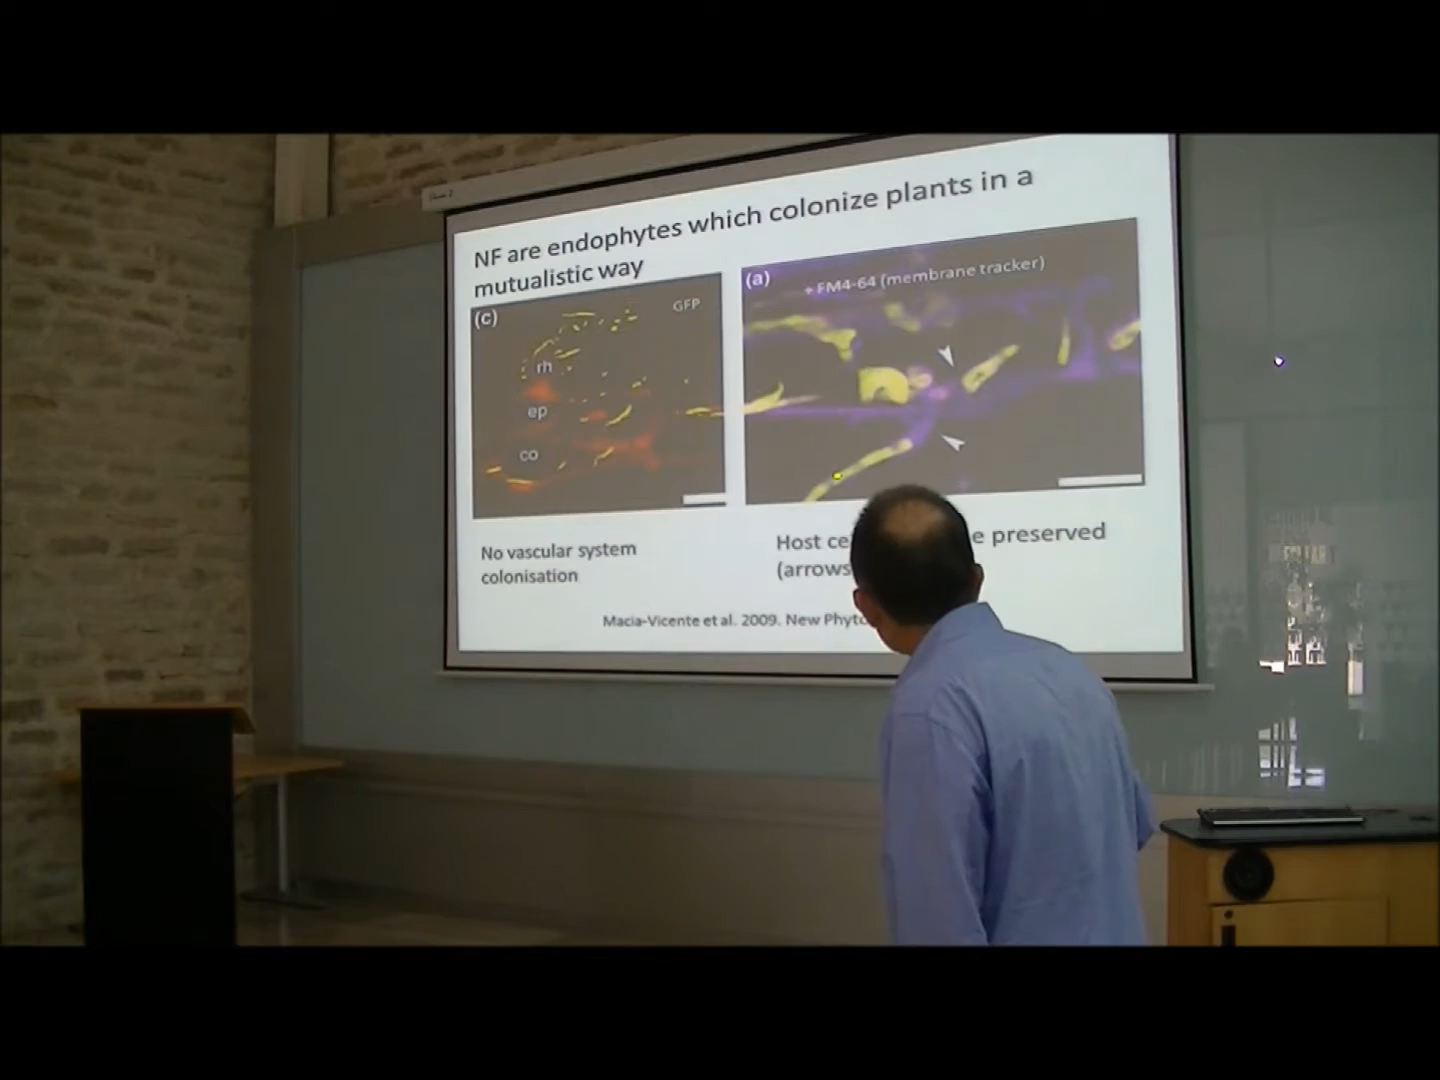 NF are endophytes which colonize plants in a
mutualistic way
(c)
GFP
rh
ep
co
(a)
+ FM4-64 (membrane tracker)
No vascular system
colonisation
Host ce
e preserved
(arrows
Macia-Vicente et al. 2009. New Phyto